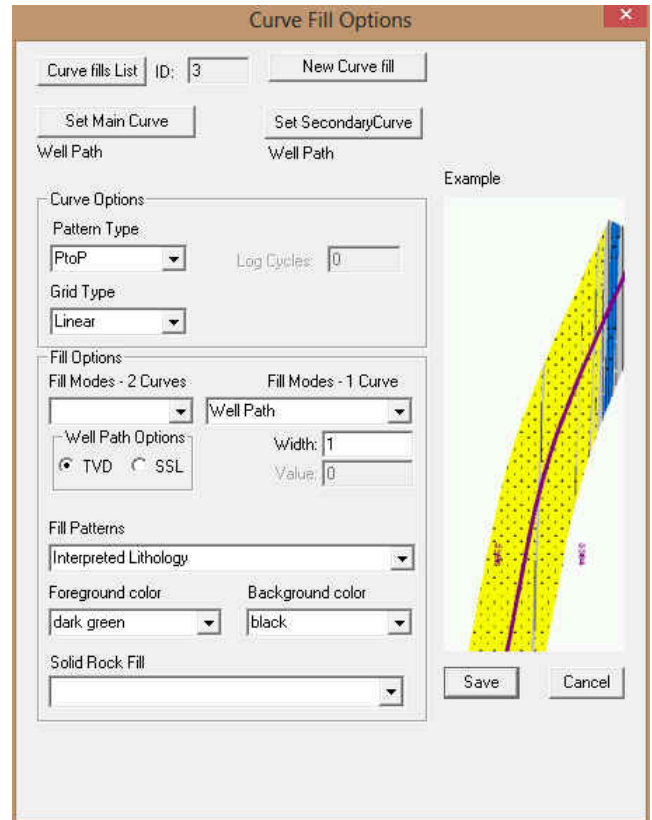 Curve Fill Options
Curve fills List ID: 3 New Curve fill
Set Main Curve Set SecondaryCurve
Well Path Well Path
Example
Curve Options
Pattern Type
PtoP Log Cycles: 0
Grid Type
Linear
Fill Options
Fill Modes - 2 Curves Fill Modes - 1 Curve
Well Path
Well Path Options Width: 1
TVD SSL Value: 0
Fill Patterns
Interpreted Lithology
Foreground color Background color
dark green black
Solid Rock Fill
Save Cancel